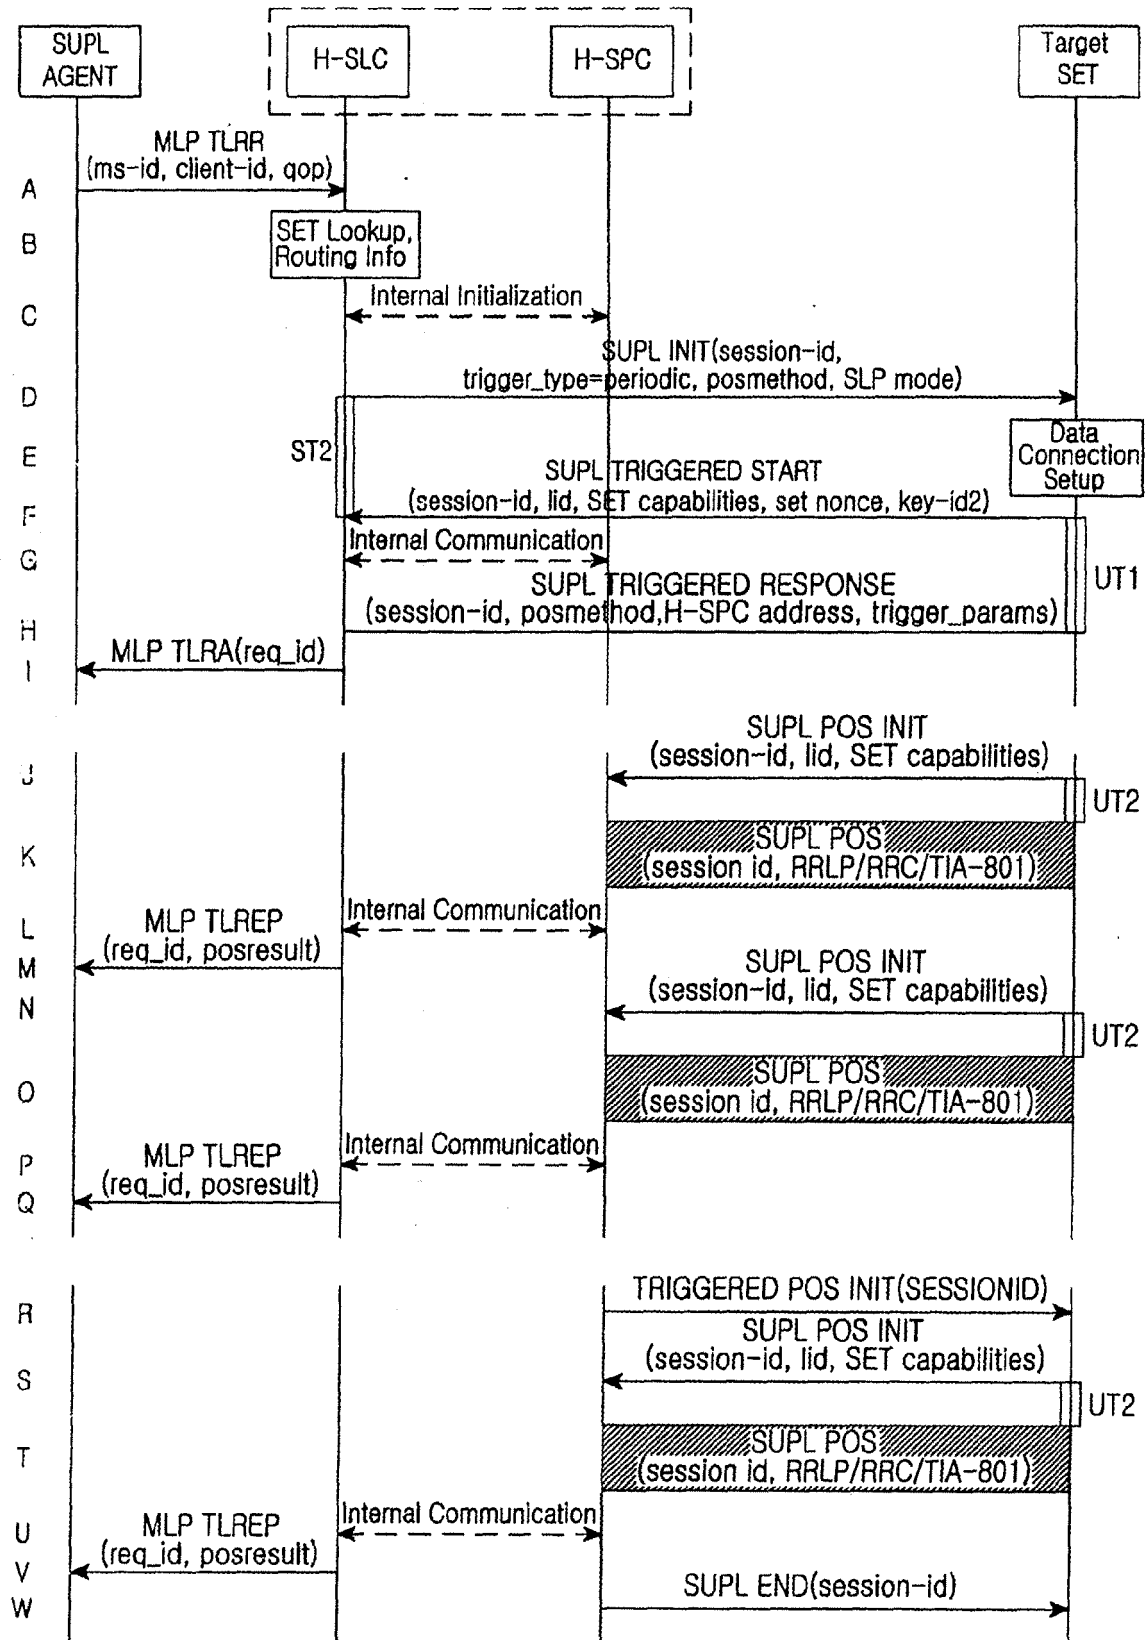 SUPL
AGENT
H-SLC
H-SPC
Target
SET
MLP TLRR
(ms-id, client-id, qop)
A
SET Lookup,
Routing Info
B
Internal Initialization
C
SUPL INIT(session-id,
trigger_type=periodic, posmethod, SLP mode)
D
Data
Connection
Setup
E
ST2
SUPL TRIGGERED START
(session-id, lid, SET capabilities, set nonce, key-id2)
F
Internal Communication
G
UT1
SUPL TRIGGERED RESPONSE
(session-id, posmethod,H-SPC address, trigger_params)
H
MLP TLRA(req_id)
I
SUPL POS INIT
(session-id, lid, SET capabilities)
J
UT2
SUPL POS
(session id, RRLP/RRC/TIA-801)
K
Internal Communication
L
MLP TLREP
(req_id, posresult)
M
SUPL POS INIT
(session-id, lid, SET capabilities)
N
UT2
SUPL POS
(session id, RRLP/RRC/TIA-801)
O
Internal Communication
P
MLP TLREP
(req_id, posresult)
Q
TRIGGERED POS INIT(SESSIONID)
R
SUPL POS INIT
(session-id, lid, SET capabilities)
S
UT2
SUPL POS
(session id, RRLP/RRC/TIA-801)
T
Internal Communication
U
MLP TLREP
(req_id, posresult)
V
SUPL END(session-id)
W